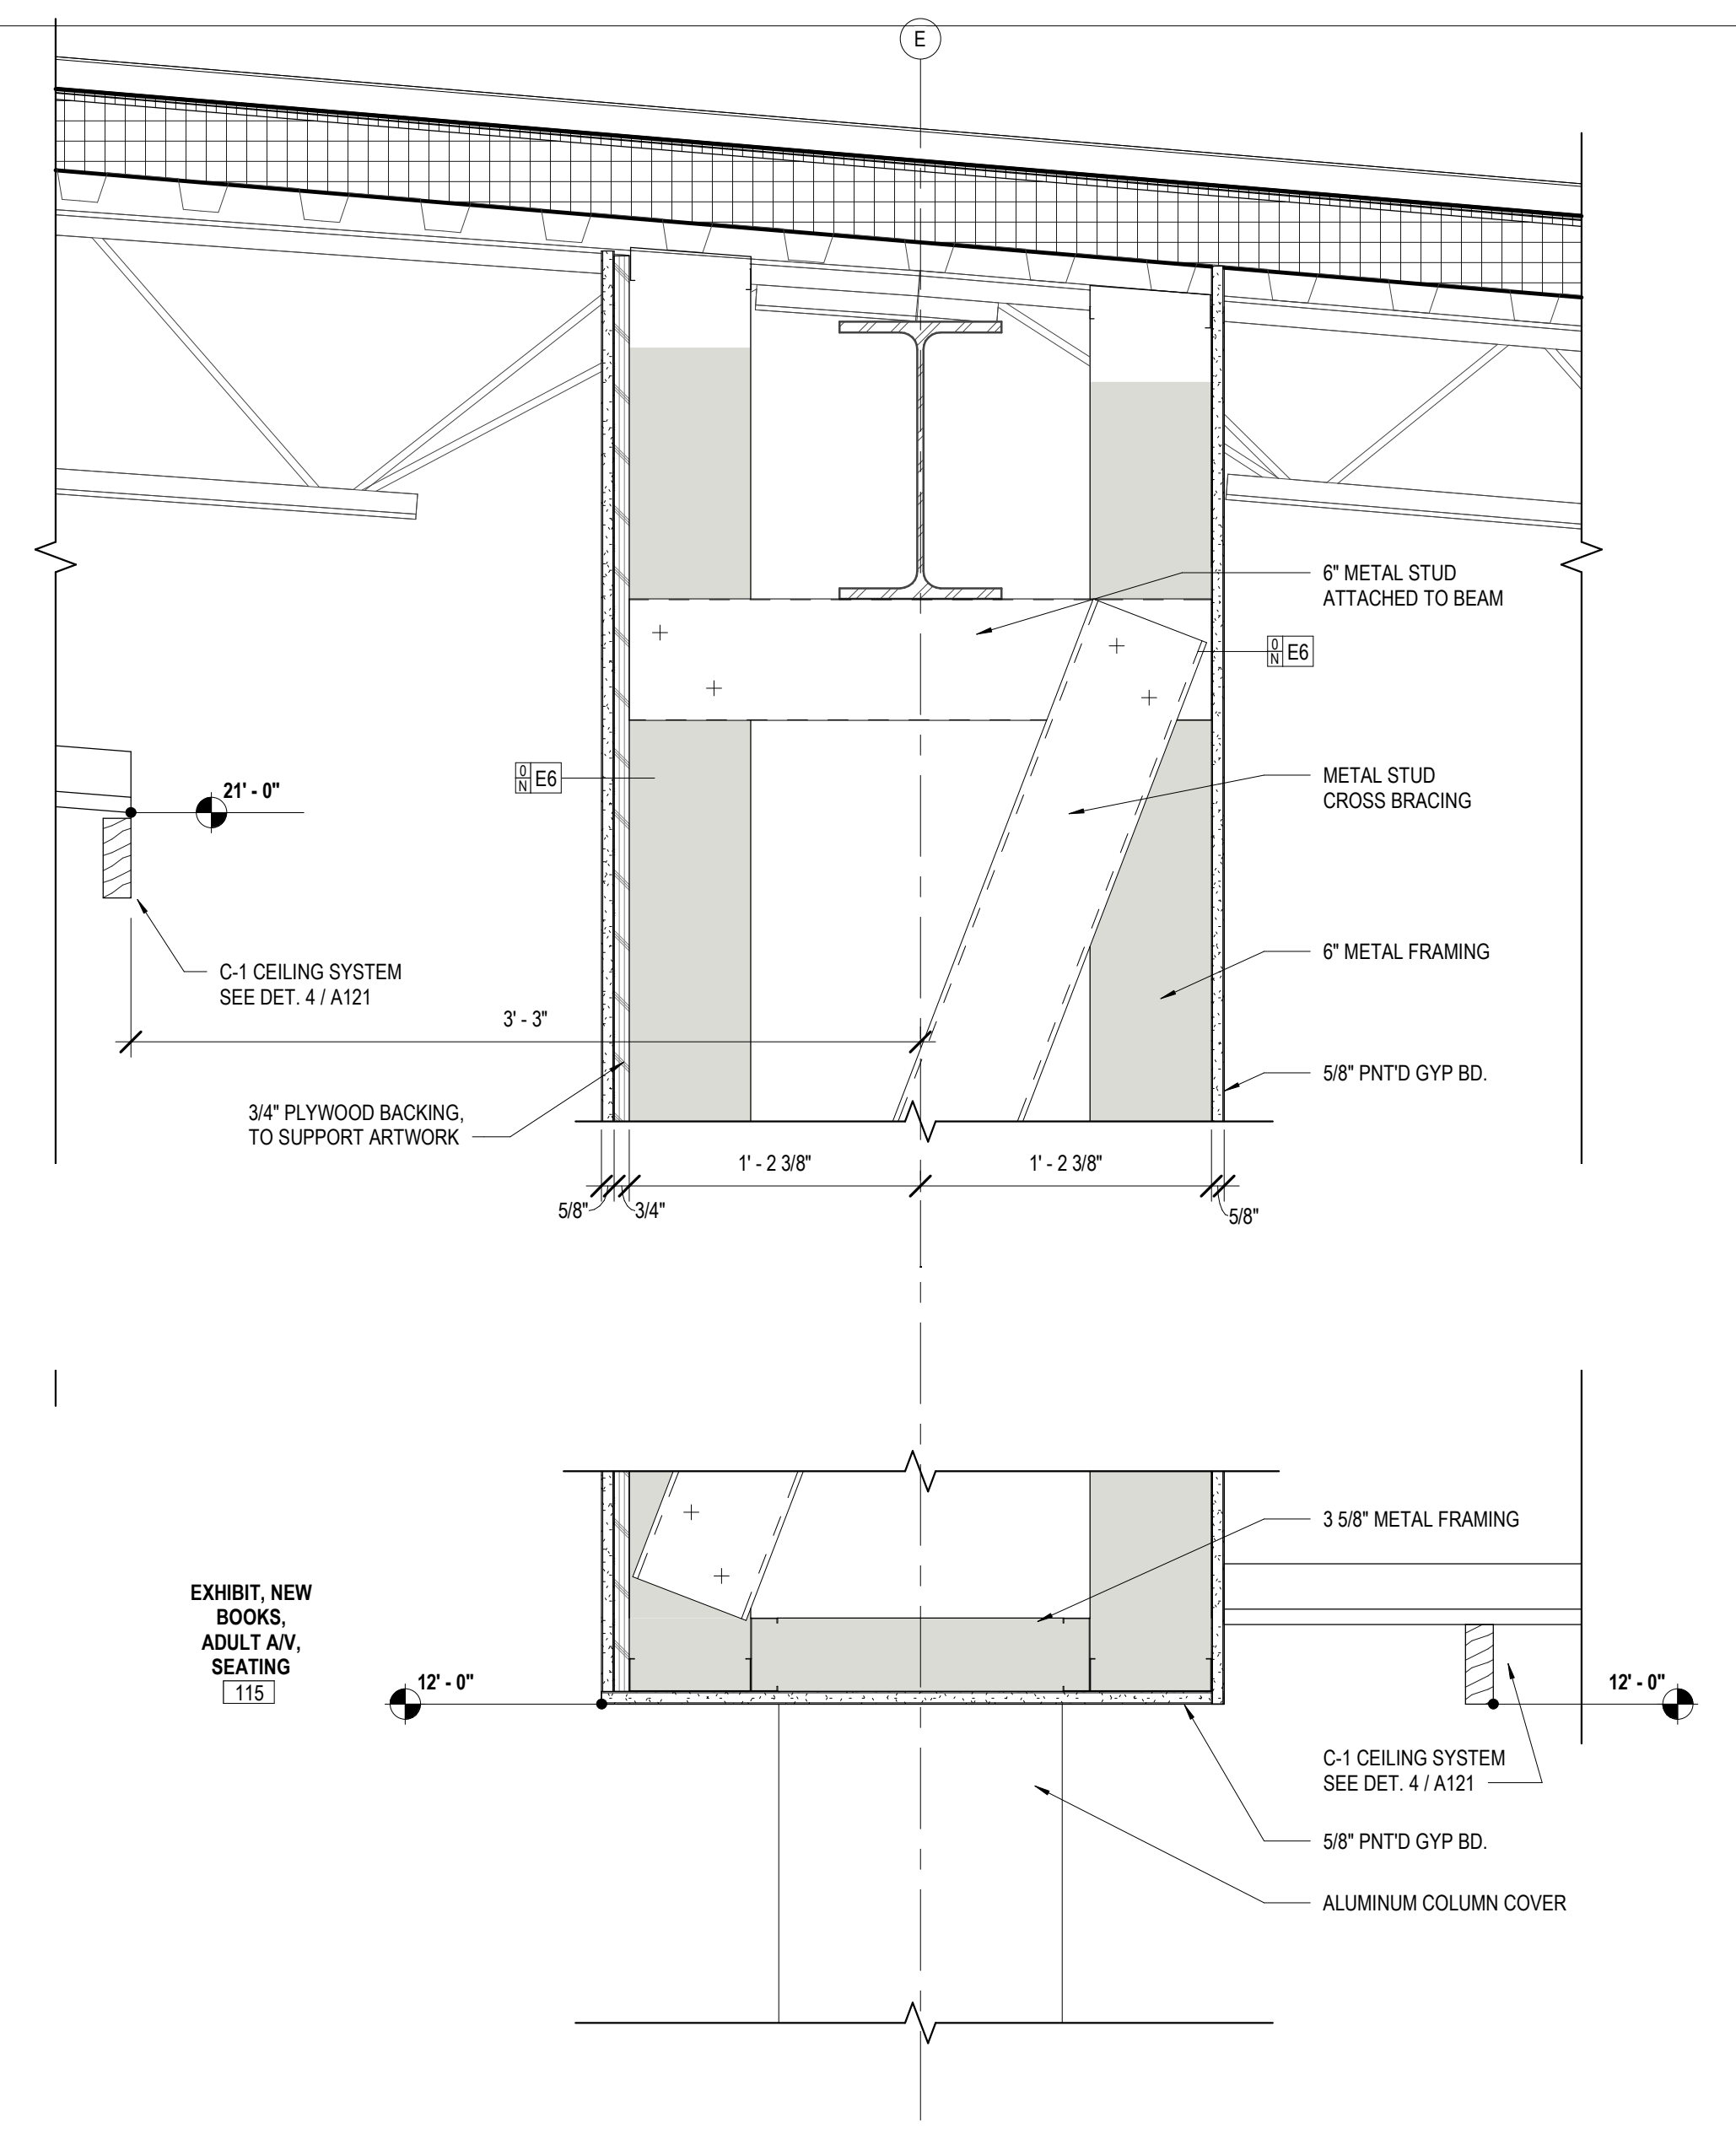 E
6" METAL STUD
ATTACHED TO BEAM
0
N
E6
0
N
E6
METAL STUD
CROSS BRACING
21' - 0"
6" METAL FRAMING
C-1 CEILING SYSTEM
SEE DET. 4 / A121
3' - 3"
5/8" PNT'D GYP BD.
3/4" PLYWOOD BACKING,
TO SUPPORT ARTWORK
1' - 2 3/8"
1' - 2 3/8"
5/8"
3/4"
5/8"
3 5/8" METAL FRAMING
EXHIBIT, NEW
BOOKS,
ADULT A/V,
SEATING
115
12' - 0"
12' - 0"
C-1 CEILING SYSTEM
SEE DET. 4 / A121
5/8" PNT'D GYP BD.
ALUMINUM COLUMN COVER